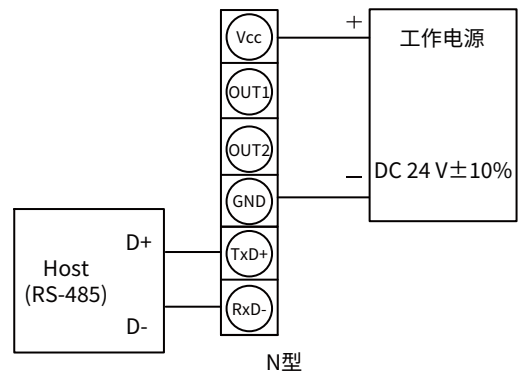 Vcc
+
工作电源
OUT1
OUT2
−
DC 24 V±10%
GND
D+
TxD+
Host
(RS-485)
RxD-
D-
N型